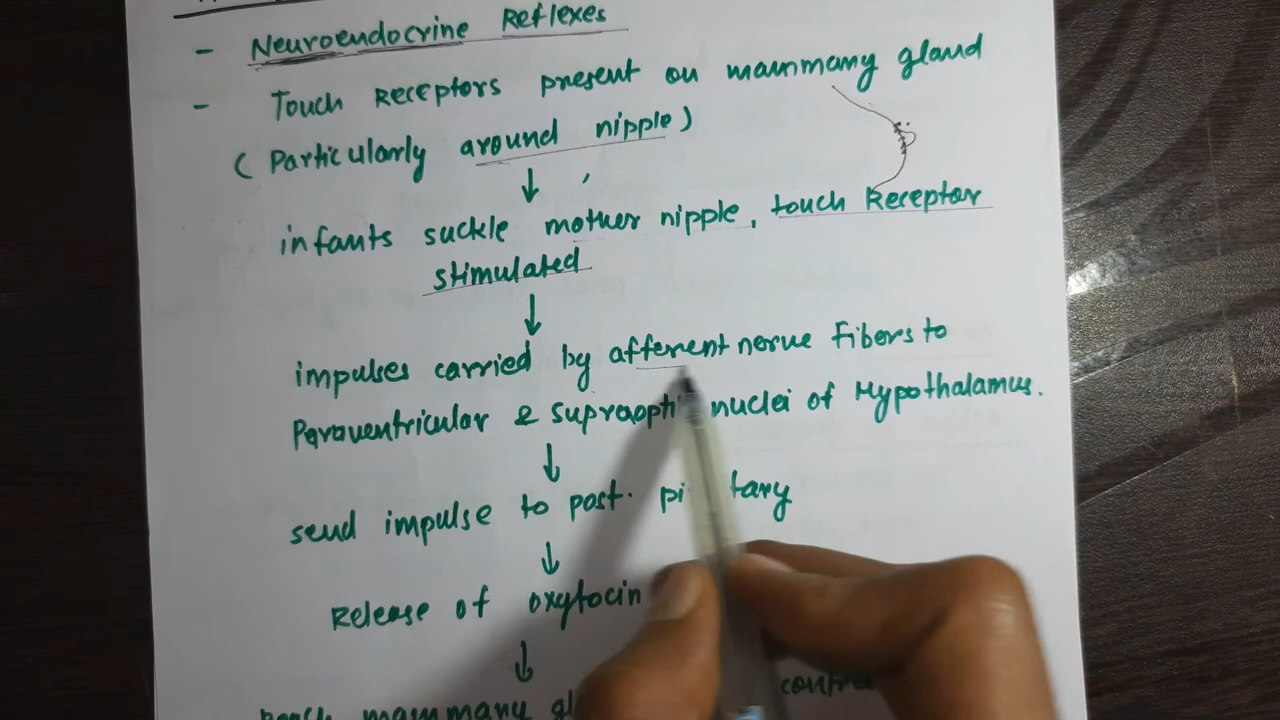 - Neuroendocrine Reflexes
- Touch Receptors present on mammary gland
(Particularly around nipple)
↓
infants suckle mother nipple, touch Receptor
stimulated
↓
impulses carried by afferent nerve Fibers to
Paraventricular & supraopti nuclei of Hypothalamus.
↓
send impulse to post. pi tary
↓
Release of oxytocin
↓
mammary gl